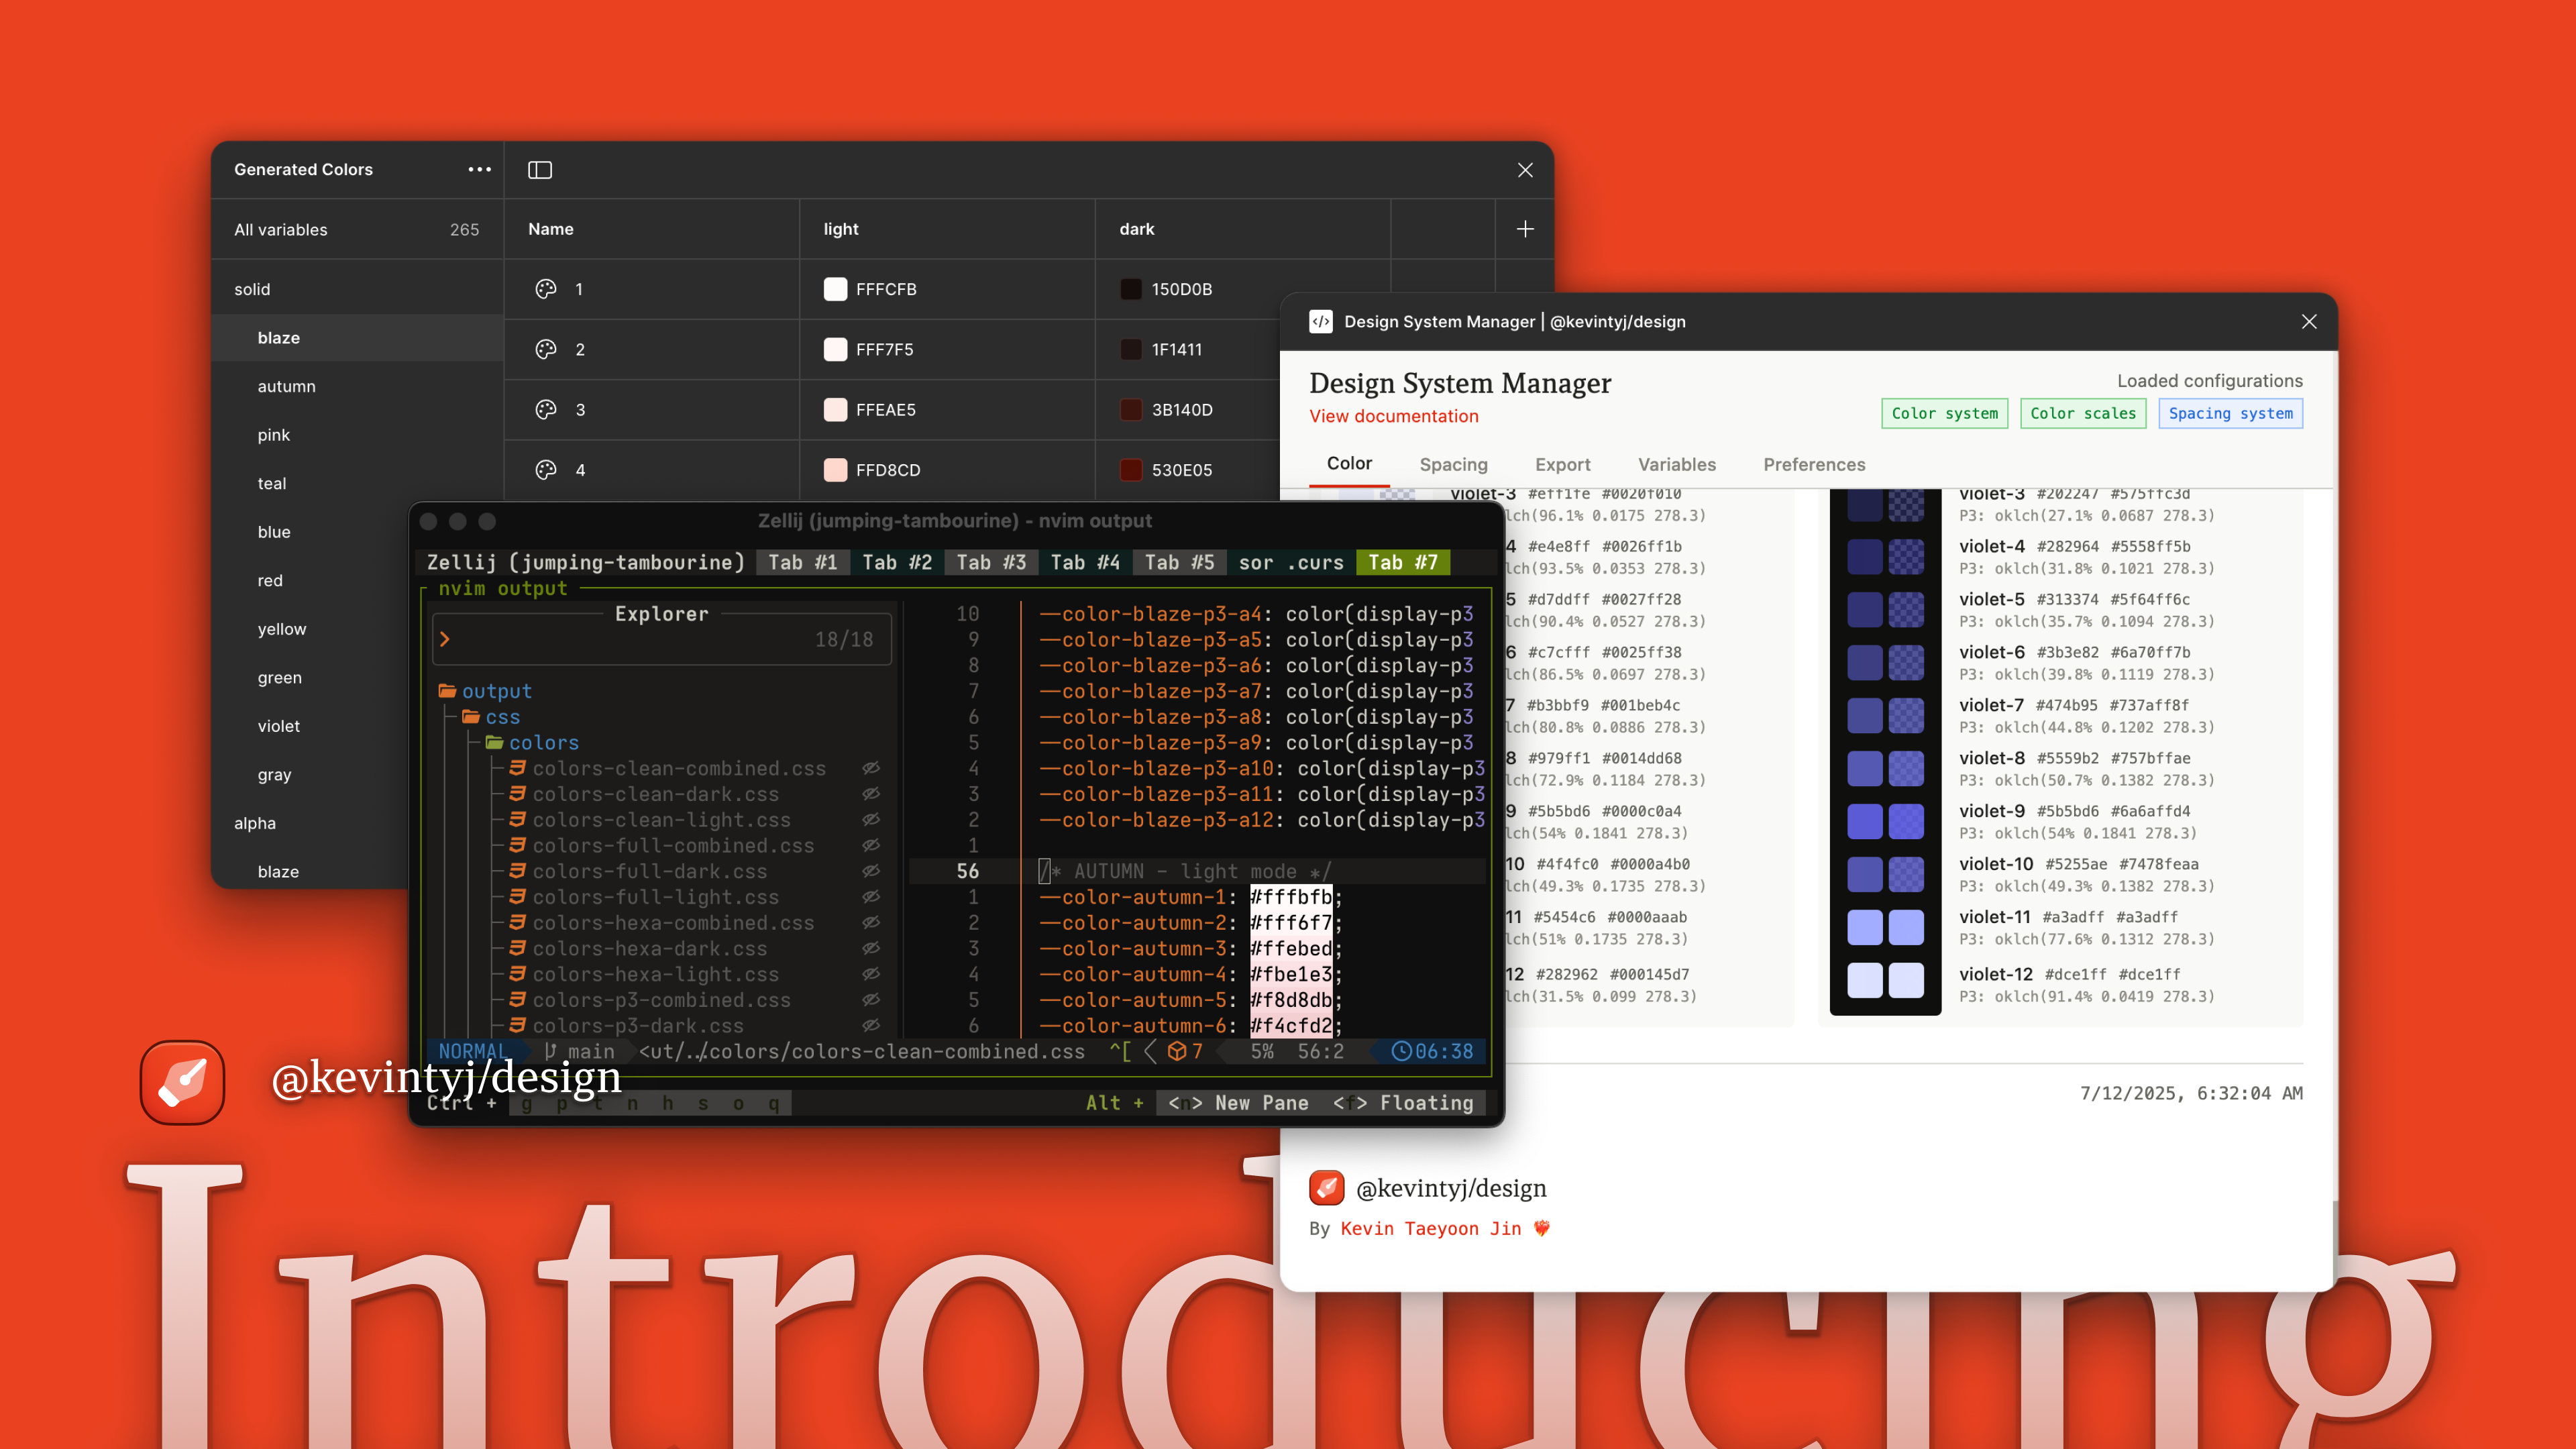 Generated Colors
All variables 265
Name light dark
solid
blaze
autumn
pink
teal
blue
red
yellow
green
violet
gray
alpha
blaze
1 FFFCFB 150D0B
2 FFF7F5 1F1411
3 FFEAE5 3B140D
4 FFD8CD 530E05
Design System Manager | @kevintyj/design
Design System Manager
View documentation
Loaded configurations
Color system Color scales Spacing system
Color Spacing Export Variables Preferences
violet-3 #eff1fe #0020f010
lch(96.1% 0.0175 278.3)
4 #e4e8ff #0026ff1b
lch(93.5% 0.0353 278.3)
5 #d7ddff #0027ff28
lch(90.4% 0.0527 278.3)
6 #c7cfff #0025ff38
lch(86.5% 0.0697 278.3)
7 #b3bbf9 #001beb4c
lch(80.8% 0.0886 278.3)
8 #979ff1 #0014dd68
lch(72.9% 0.1184 278.3)
9 #5b5bd6 #0000c0a4
lch(54% 0.1841 278.3)
10 #4f4fc0 #0000a4b0
lch(49.3% 0.1735 278.3)
11 #5454c6 #0000aaab
lch(51% 0.1735 278.3)
12 #282962 #000145d7
lch(31.5% 0.099 278.3)
violet-3 #202247 #575ffc3d
P3: oklch(27.1% 0.0687 278.3)
violet-4 #282964 #5558ff5b
P3: oklch(31.8% 0.1021 278.3)
violet-5 #313374 #5f64ff6c
P3: oklch(35.7% 0.1094 278.3)
violet-6 #3b3e82 #6a70ff7b
P3: oklch(39.8% 0.1119 278.3)
violet-7 #474b95 #737aff8f
P3: oklch(44.8% 0.1202 278.3)
violet-8 #5559b2 #757bffae
P3: oklch(50.7% 0.1382 278.3)
violet-9 #5b5bd6 #6a6affd4
P3: oklch(54% 0.1841 278.3)
violet-10 #5255ae #7478feaa
P3: oklch(49.3% 0.1382 278.3)
violet-11 #a3adff #a3adff
P3: oklch(77.6% 0.1312 278.3)
violet-12 #dce1ff #dce1ff
P3: oklch(91.4% 0.0419 278.3)
7/12/2025, 6:32:04 AM
@kevintyj/design
By Kevin Taeyoon Jin
Zellij (jumping-tambourine) - nvim output
Zellij (jumping-tambourine) Tab #1 Tab #2 Tab #3 Tab #4 Tab #5 sor .curs Tab #7
nvim output
Explorer
> 18/18
output
css
colors
colors-clean-combined.css
colors-clean-dark.css
colors-clean-light.css
colors-full-combined.css
colors-full-dark.css
colors-full-light.css
colors-hexa-combined.css
colors-hexa-dark.css
colors-hexa-light.css
colors-p3-combined.css
colors-p3-dark.css
10 --color-blaze-p3-a4: color(display-p3
9 --color-blaze-p3-a5: color(display-p3
8 --color-blaze-p3-a6: color(display-p3
7 --color-blaze-p3-a7: color(display-p3
6 --color-blaze-p3-a8: color(display-p3
5 --color-blaze-p3-a9: color(display-p3
4 --color-blaze-p3-a10: color(display-p3
3 --color-blaze-p3-a11: color(display-p3
2 --color-blaze-p3-a12: color(display-p3
1
56 /* AUTUMN - light mode */
1 --color-autumn-1: #fffbfb;
2 --color-autumn-2: #fff6f7;
3 --color-autumn-3: #ffebed;
4 --color-autumn-4: #fbe1e3;
5 --color-autumn-5: #f8d8db;
6 --color-autumn-6: #f4cfd2;
NORMAL main <ut/../colors/colors-clean-combined.css ^[ 7 5% 56:2 06:38
Ctrl + g p t n h s o q Alt + <n> New Pane <f> Floating
@kevintyj/design
Introducing